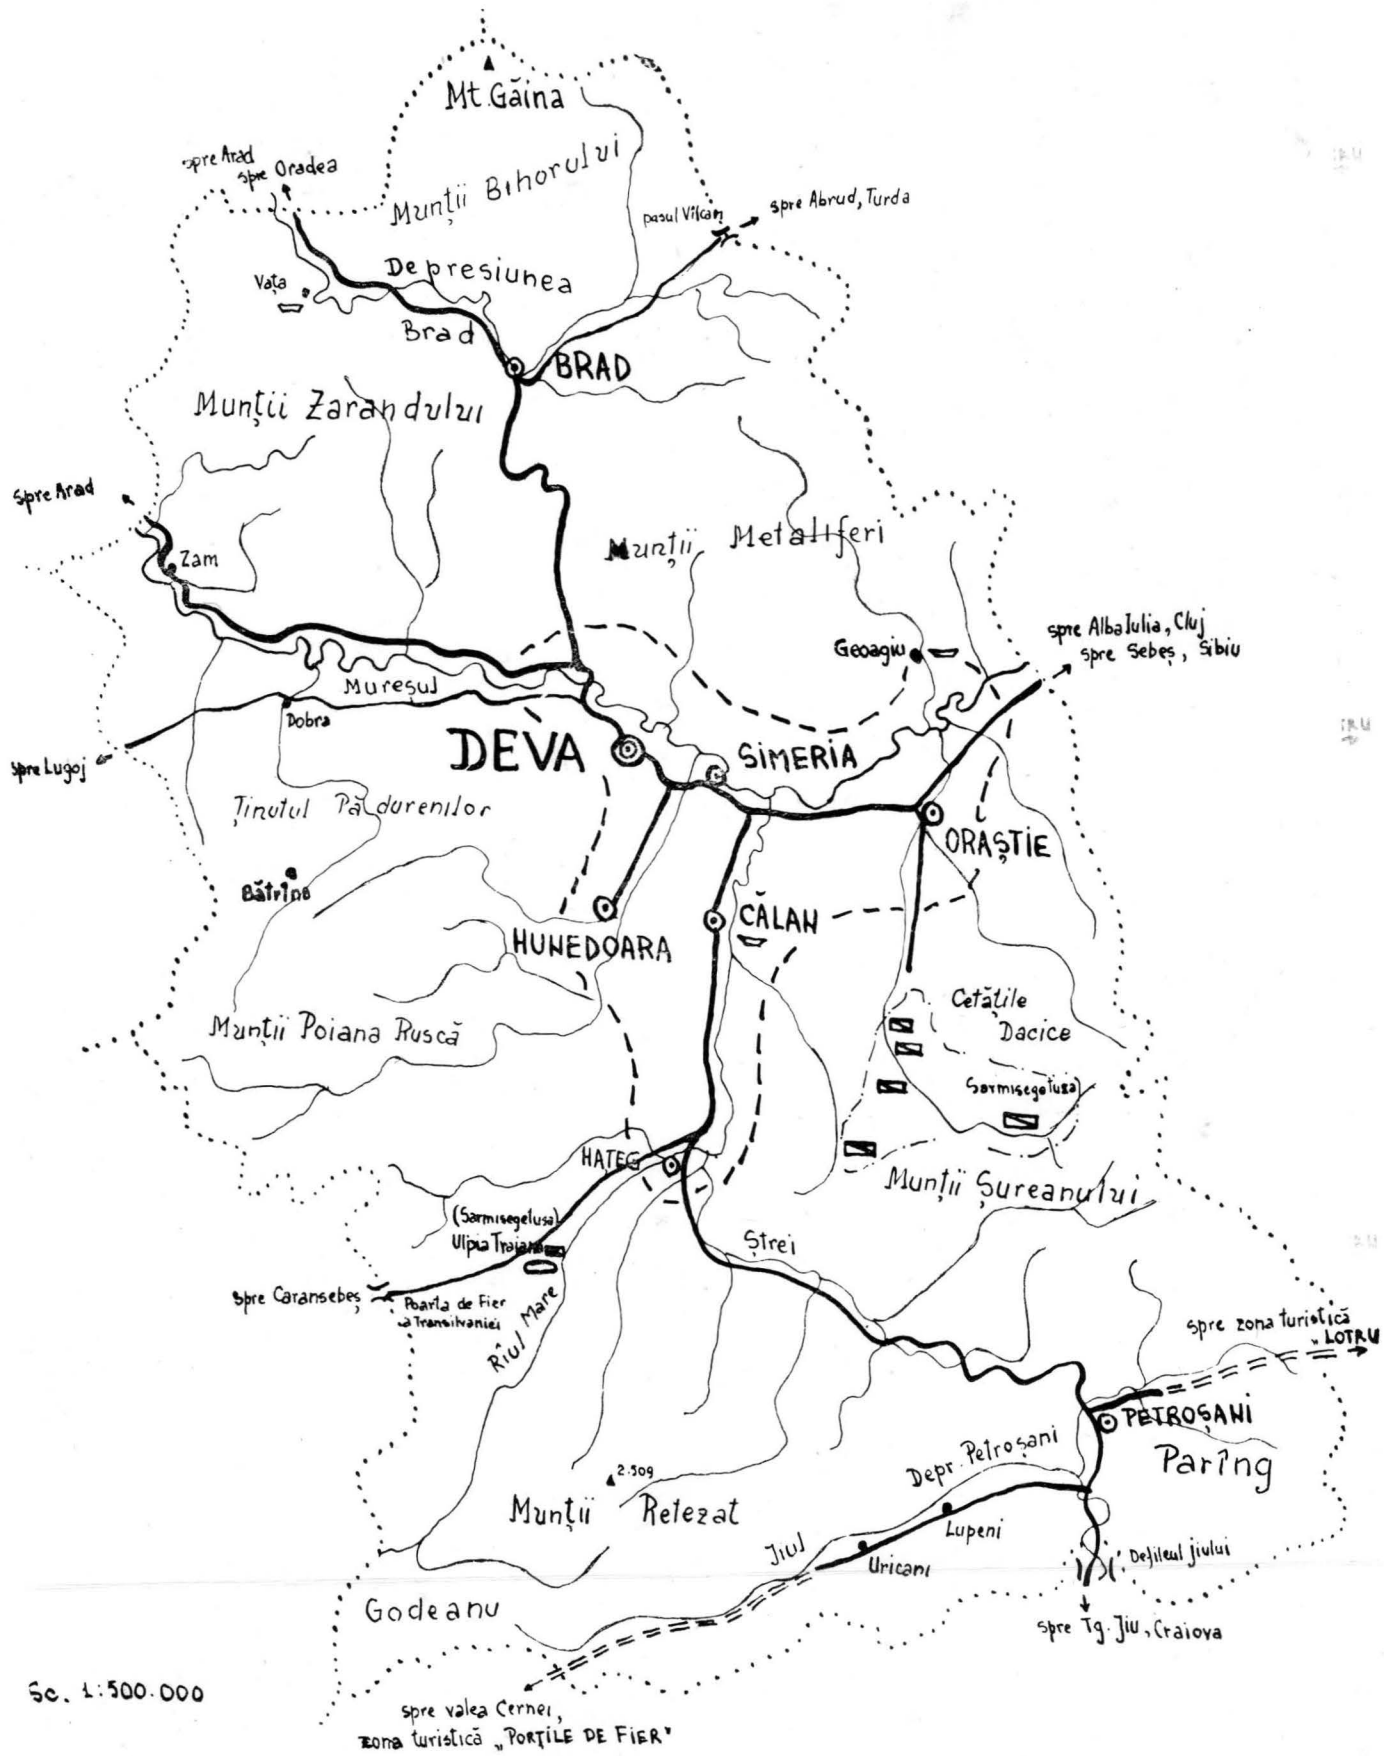 Mt. Găina
spre Arad
spre Oradea
Munții Bihorului
pasul Vîlcan
spre Abrud, Turda
Vața
Depresiunea
Brad
BRAD
Munții Zarandului
spre Arad
Munții Metaliferi
Zam
Geoagiu
spre Alba Iulia, Cluj
spre Sebeș, Sibiu
Mureșul
Dobra
DEVA
SIMERIA
spre Lugoj
Ținutul Pădurenilor
ORAȘTIE
Bătrîna
CĂLAN
HUNEDOARA
Cetățile
Dacice
Munții Poiana Ruscă
Sarmisegetusa
HAȚEG
Munții Șureanului
(Sarmisegetusa)
Ulpia Traiana
Ștrei
spre Caransebeș
Poarta de Fier
a Transilvaniei
Rîul Mare
spre zona turistică
"LOTRU
PETROȘANI
Parîng
Depr. Petroșani
2.509
Munții Retezat
Lupeni
Jiul
Uricani
Defileul Jiului
Godeanu
spre Tg. Jiu, Craiova
Sc. 1:500.000
spre valea Cernei,
zona turistică „PORȚILE DE FIER"